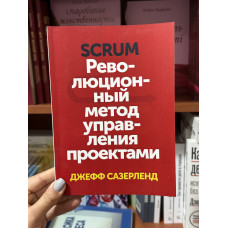 SCRUM
Рево-
люцион-
ный
метод
управ-
ления
проектами
ДЖЕФФ САЗЕРЛЕНД